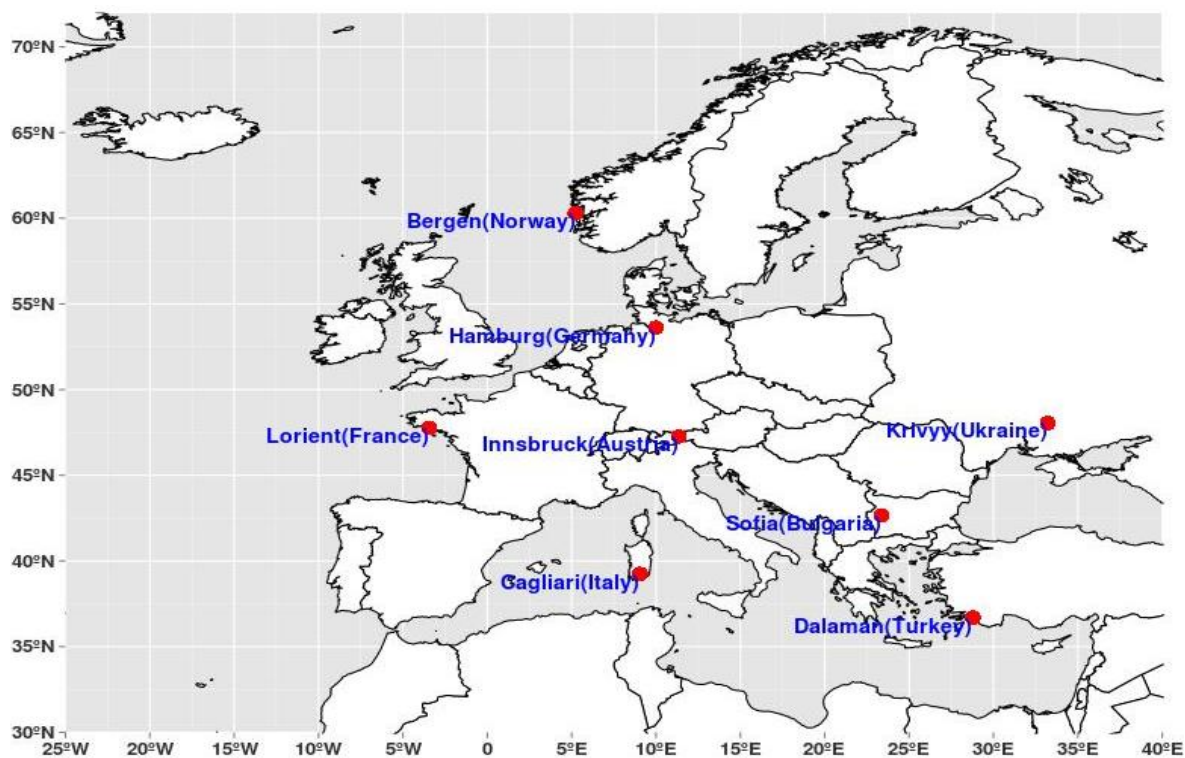 70ºN
65ºN
60ºN
Bergen(Norway)
55ºN
Hamburg(Germany)
50ºN
Lorient(France)
Innsbruck(Austria)
Krivyy(Ukraine)
45ºN
Sofia(Bulgaria)
40ºN
Cagliari(Italy)
Dalaman(Turkey)
35ºN
30ºN
25ºW 20ºW 15ºW 10ºW 5ºW 0 5ºE 10ºE 15ºE 20ºE 25ºE 30ºE 35ºE 40ºE